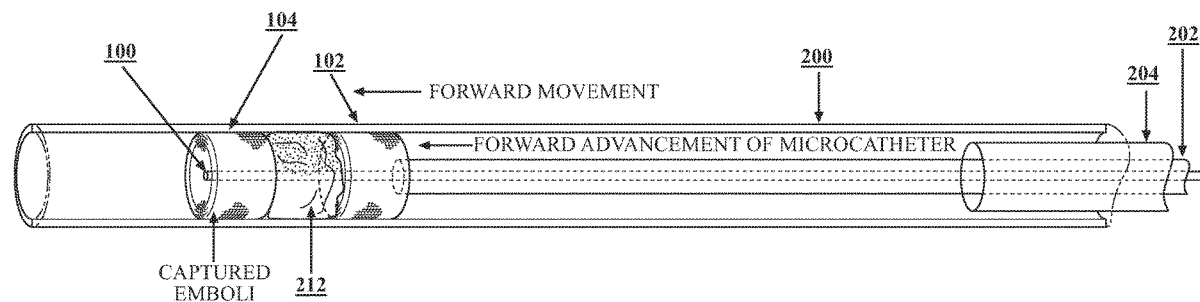 202
104
204
100
102
200
FORWARD MOVEMENT
FORWARD ADVANCEMENT OF MICROCATHETER
CAPTURED
EMBOLI
212